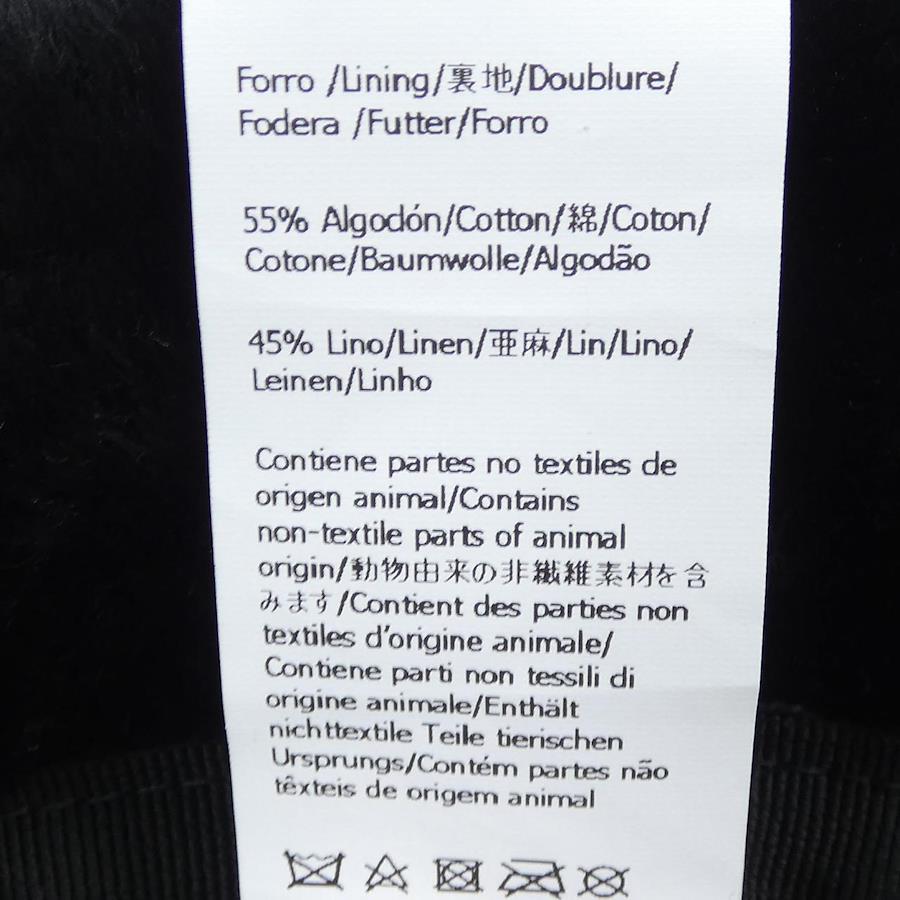 Forro /Lining/裏地/Doublure/
Fodera /Futter/Forro
55% Algodón/Cotton/綿/Coton/
Cotone/Baumwolle/Algodão
45% Lino/Linen/亜麻/Lin/Lino/
Leinen/Linho
Contiene partes no textiles de
origen animal/Contains
non-textile parts of animal
origin/動物由来の非繊維素材を含
みます/Contient des parties non
textiles d'origine animale/
Contiene parti non tessili di
origine animale/Enthält
nichttextile Teile tierischen
Ursprungs/Contém partes não
têxteis de origem animal